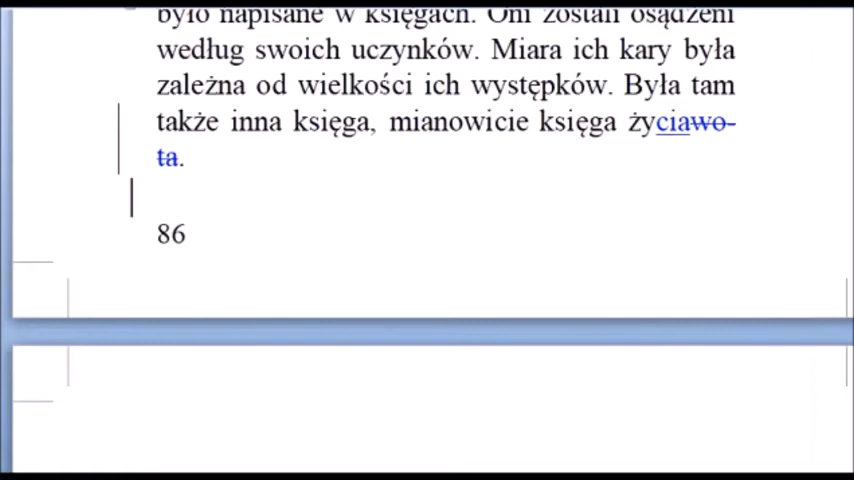 było napisane w księgach. Oni zostali osądzeni
według swoich uczynków. Miara ich kary była
zależna od wielkości ich występków. Była tam
także inna księga, mianowicie księga życiawo-
ta.
86